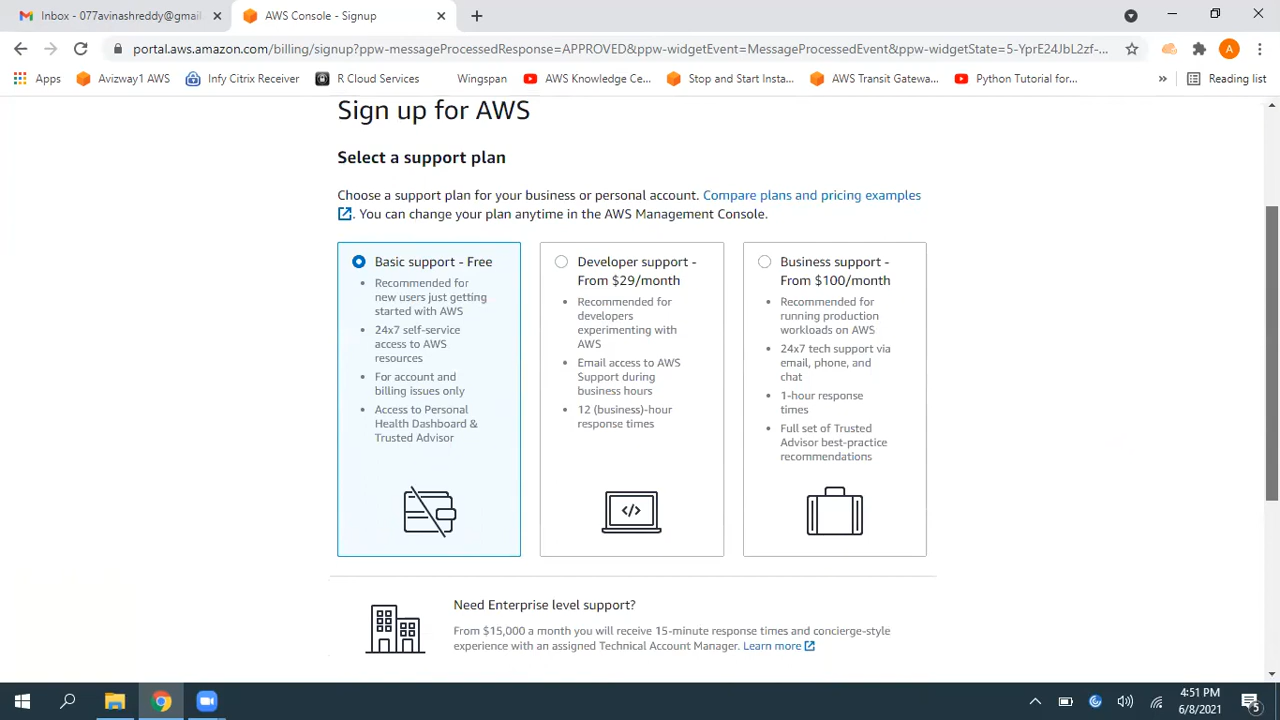 Inbox - 077avinashreddy@gmail.
AWS Console - Signup
portal.aws.amazon.com/billing/signup?ppw-messageProcessedResponse=APPROVED&ppw-widgetEvent=MessageProcessedEvent&ppw-widgetState=5-YprE24JbL2zf-...
A
Apps
Avizway1 AWS
Infy Citrix Receiver
R Cloud Services
Wingspan
AWS Knowledge Ce...
Stop and Start Insta...
AWS Transit Gatewa...
Python Tutorial for...
»
Reading list
Sign up for AWS
Select a support plan
Choose a support plan for your business or personal account. Compare plans and pricing examples
. You can change your plan anytime in the AWS Management Console.
Basic support - Free
• Recommended for
new users just getting
started with AWS
• 24x7 self-service
access to AWS
resources
• For account and
billing issues only
• Access to Personal
Health Dashboard &
Trusted Advisor
Developer support -
From $29/month
• Recommended for
developers
experimenting with
AWS
• Email access to AWS
Support during
business hours
• 12 (business)-hour
response times
</>
Business support -
From $100/month
• Recommended for
running production
workloads on AWS
• 24x7 tech support via
email, phone, and
chat
• 1-hour response
times
• Full set of Trusted
Advisor best-practice
recommendations
Need Enterprise level support?
From $15,000 a month you will receive 15-minute response times and concierge-style
experience with an assigned Technical Account Manager. Learn more
4:51 PM
6/8/2021
5